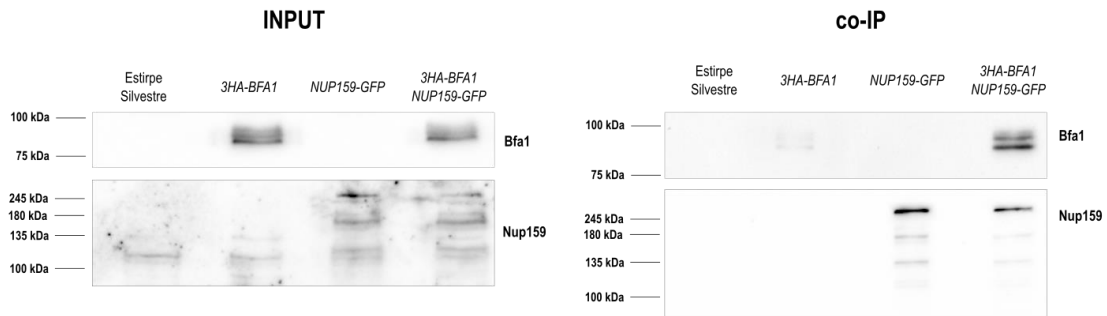 INPUT
Estirpe
Silvestre
3HA-BFA1
NUP159-GFP
3HA-BFA1
NUP159-GFP
100 kDa
75 kDa
Bfa1
245 kDa
180 kDa
135 kDa
100 kDa
Nup159
co-IP
Estirpe
Silvestre
3HA-BFA1
NUP159-GFP
3HA-BFA1
NUP159-GFP
100 kDa
75 kDa
Bfa1
245 kDa
180 kDa
135 kDa
100 kDa
Nup159